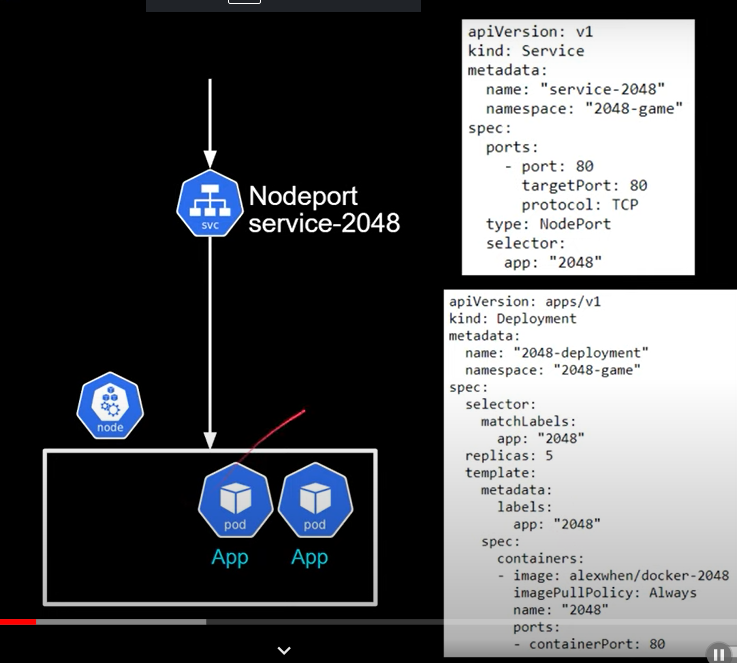 Nodeport
service-2048
svc
node
pod
pod
App
App
apiVersion: v1
kind: Service
metadata:
  name: "service-2048"
  namespace: "2048-game"
spec:
  ports:
    - port: 80
      targetPort: 80
      protocol: TCP
  type: NodePort
  selector:
    app: "2048"
apiVersion: apps/v1
kind: Deployment
metadata:
  name: "2048-deployment"
  namespace: "2048-game"
spec:
  selector:
    matchLabels:
      app: "2048"
  replicas: 5
  template:
    metadata:
      labels:
        app: "2048"
    spec:
      containers:
      - image: alexwhen/docker-2048
        imagePullPolicy: Always
        name: "2048"
        ports:
        - containerPort: 80